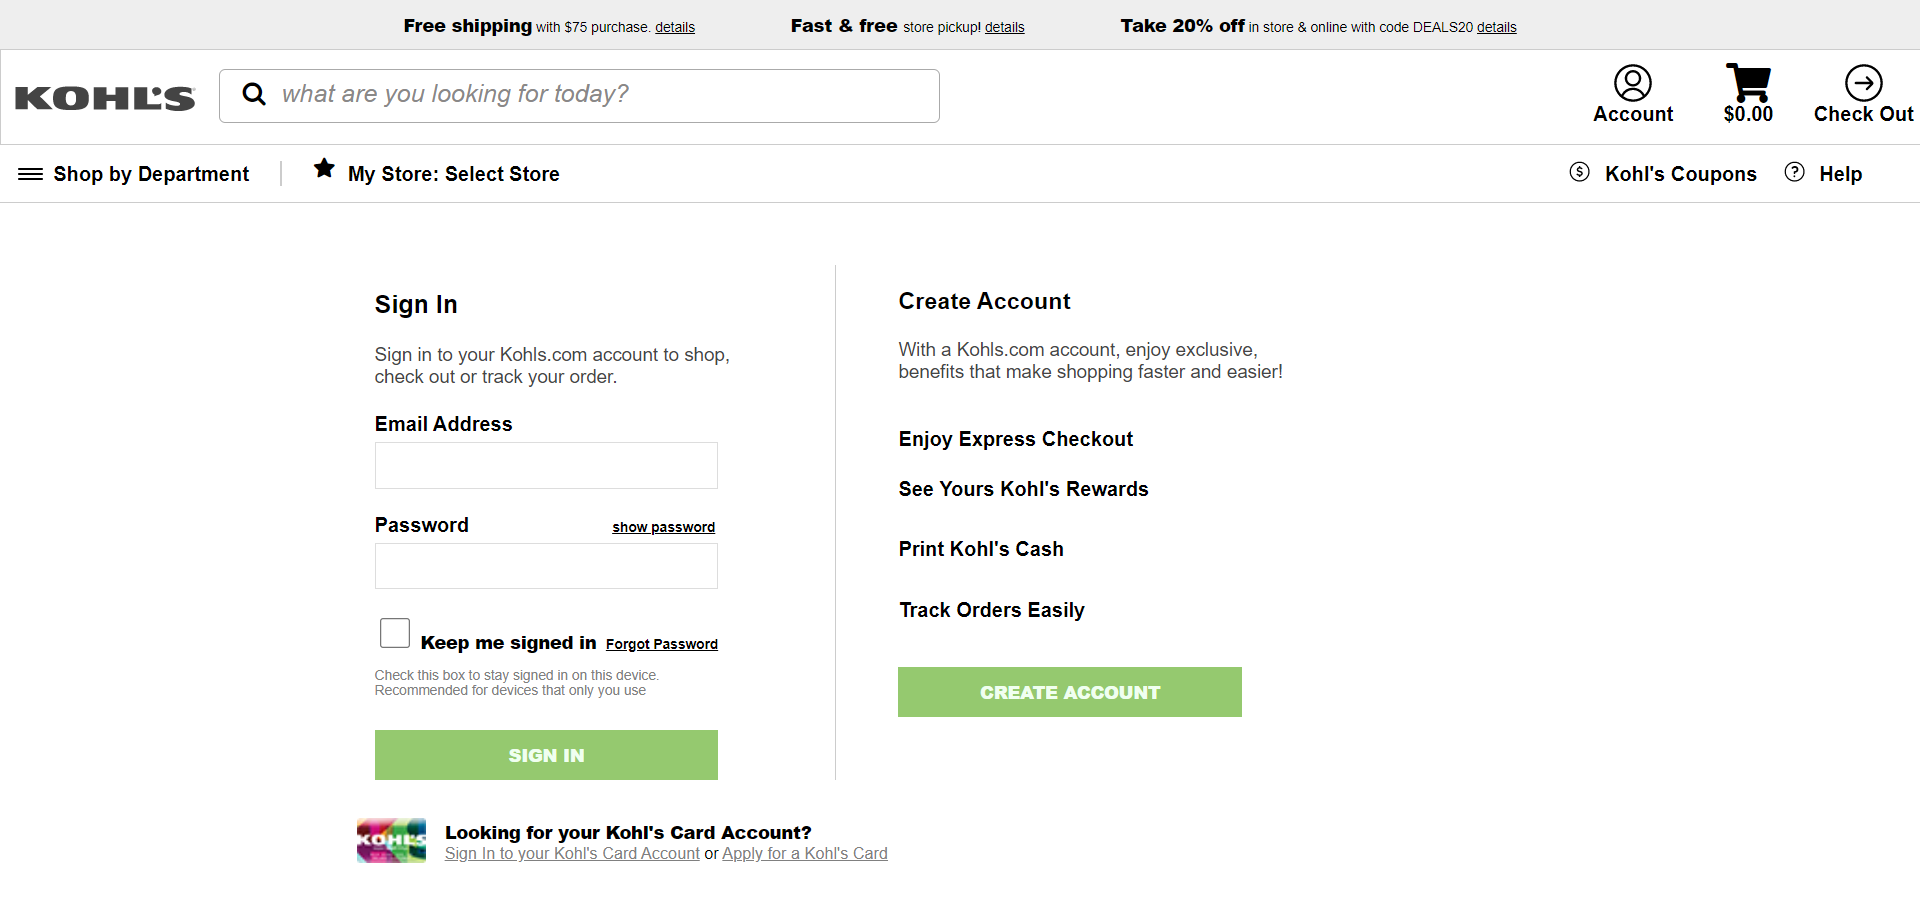 Free shipping with $75 purchase. details Fast & free store pickup! details Take 20% off in store & online with code DEALS20 details
KOHL'S what are you looking for today? Account $0.00 Check Out
Shop by Department My Store: Select Store Kohl's Coupons Help
Sign In
Sign in to your Kohls.com account to shop,
check out or track your order.
Email Address
Password show password
Keep me signed in Forgot Password
Check this box to stay signed in on this device.
Recommended for devices that only you use
SIGN IN
Create Account
With a Kohls.com account, enjoy exclusive,
benefits that make shopping faster and easier!
Enjoy Express Checkout
See Yours Kohl's Rewards
Print Kohl's Cash
Track Orders Easily
CREATE ACCOUNT
KOHL'S
Looking for your Kohl's Card Account?
Sign In to your Kohl's Card Account or Apply for a Kohl's Card